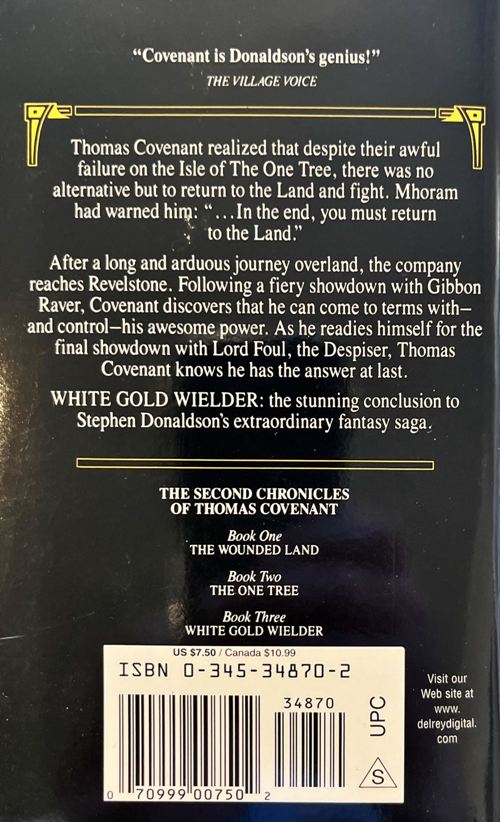 “Covenant is Donaldson’s genius!”
THE VILLAGE VOICE
Thomas Covenant realized that despite their awful
failure on the Isle of The One Tree, there was no
alternative but to return to the Land and fight. Mhoram
had warned him: “...In the end, you must return
to the Land.”
After a long and arduous journey overland, the company
reaches Revelstone. Following a fiery showdown with Gibbon
Raver, Covenant discovers that he can come to terms with—
and control—his awesome power. As he readies himself for the
final showdown with Lord Foul, the Despiser, Thomas
Covenant knows he has the answer at last.
WHITE GOLD WIELDER: the stunning conclusion to
Stephen Donaldson’s extraordinary fantasy saga.
THE SECOND CHRONICLES
OF THOMAS COVENANT
Book One
THE WOUNDED LAND
Book Two
THE ONE TREE
Book Three
WHITE GOLD WIELDER
US $7.50 / Canada $10.99
ISBN 0-345-34870-2
34870
0 70999 00750 2
UPC
S
Visit our
Web site at
www.
delreydigital.
com